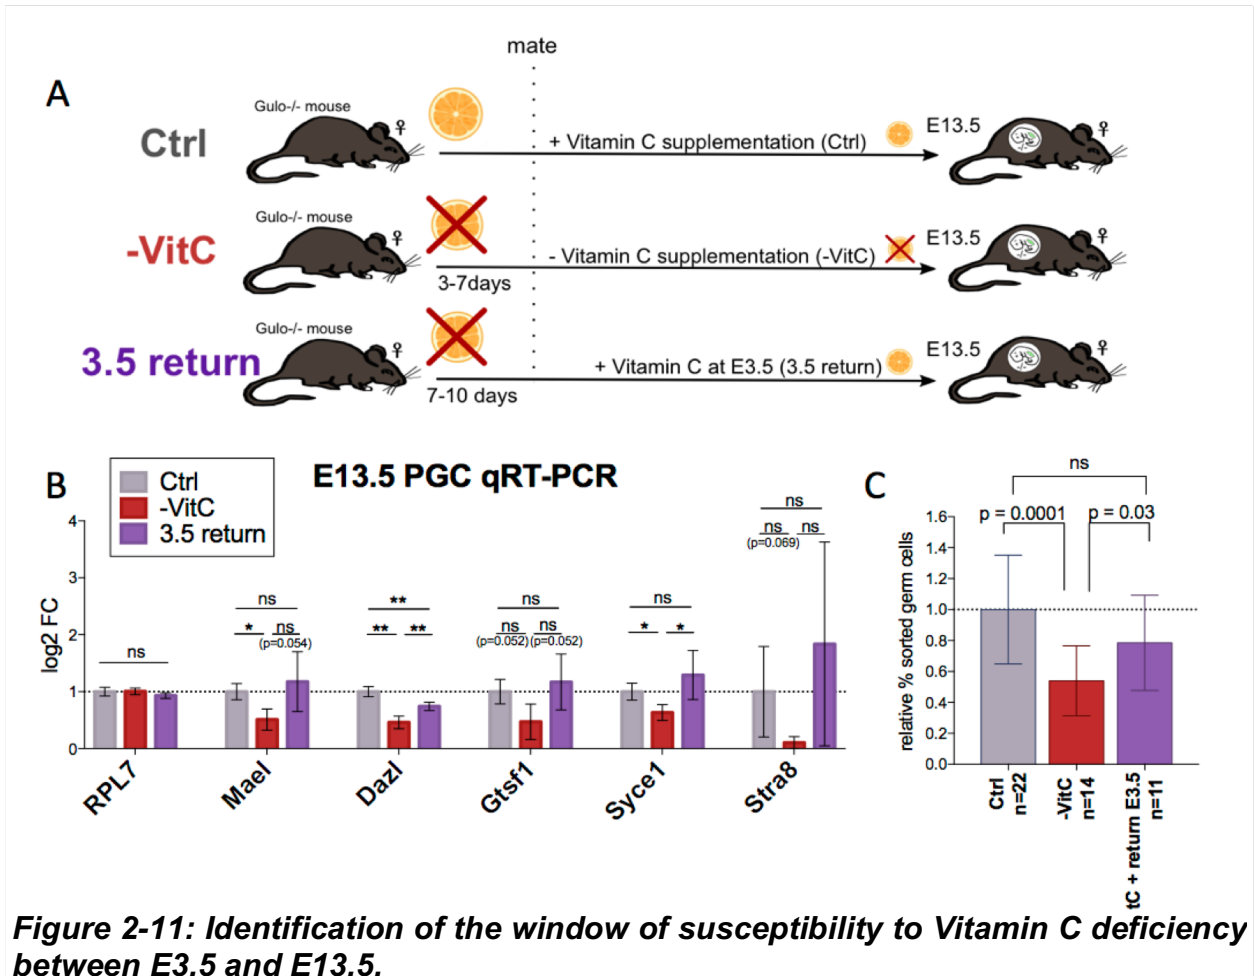 mate
A
Gulo-/- mouse
♀
Ctrl
+ Vitamin C supplementation (Ctrl)
E13.5
♀
Gulo-/- mouse
♀
-VitC
- Vitamin C supplementation (-VitC)
E13.5
♀
3-7days
Gulo-/- mouse
♀
3.5 return
+ Vitamin C at E3.5 (3.5 return)
E13.5
♀
7-10 days
B
Ctrl
-VitC
3.5 return
E13.5 PGC qRT-PCR
log2 FC
4
3
2
1
0
ns
ns
* ns
(p=0.054)
**
** **
ns
ns ns
(p=0.052) (p=0.052)
ns
* *
ns
ns ns
(p=0.069)
RPL7
Mael
Dazl
Gtsf1
Syce1
Stra8
C
ns
p = 0.0001 p = 0.03
relative % sorted germ cells
1.6
1.4
1.2
1.0
0.8
0.6
0.4
0.2
0.0
Ctrl
n=22
-VitC
n=14
tC + return E3.5
n=11
Figure 2-11: Identification of the window of susceptibility to Vitamin C deficiency
between E3.5 and E13.5.